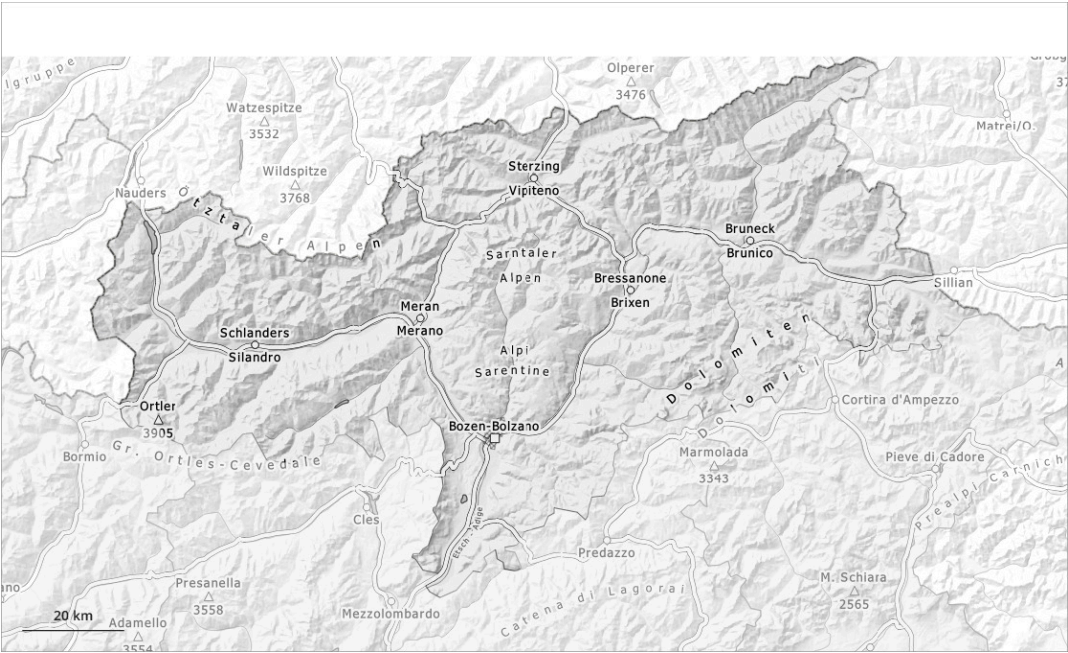 lgruppe
Olperer
3476
Watzespitze
3532
Matrei/O.
Wildspitze
3768
Sterzing
Vipiteno
Nauders
Ötztaler Alpen
Bruneck
Brunico
Sarntaler
Alpen
Bressanone
Brixen
Sillian
Meran
Merano
Schlanders
Silandro
Dolomiten
Alpi
Sarentine
Dolomiti
Ortler
3905
Cortina d'Ampezzo
Bozen-Bolzano
Bormio
Gr. Ortles-Cevedale
Marmolada
3343
Pieve di Cadore
Prealpi Carnich
Cles
Etsch - Adige
Predazzo
Presanella
3558
M. Schiara
2565
Catena di Lagorai
Mezzolombardo
20 km
Adamello
3554